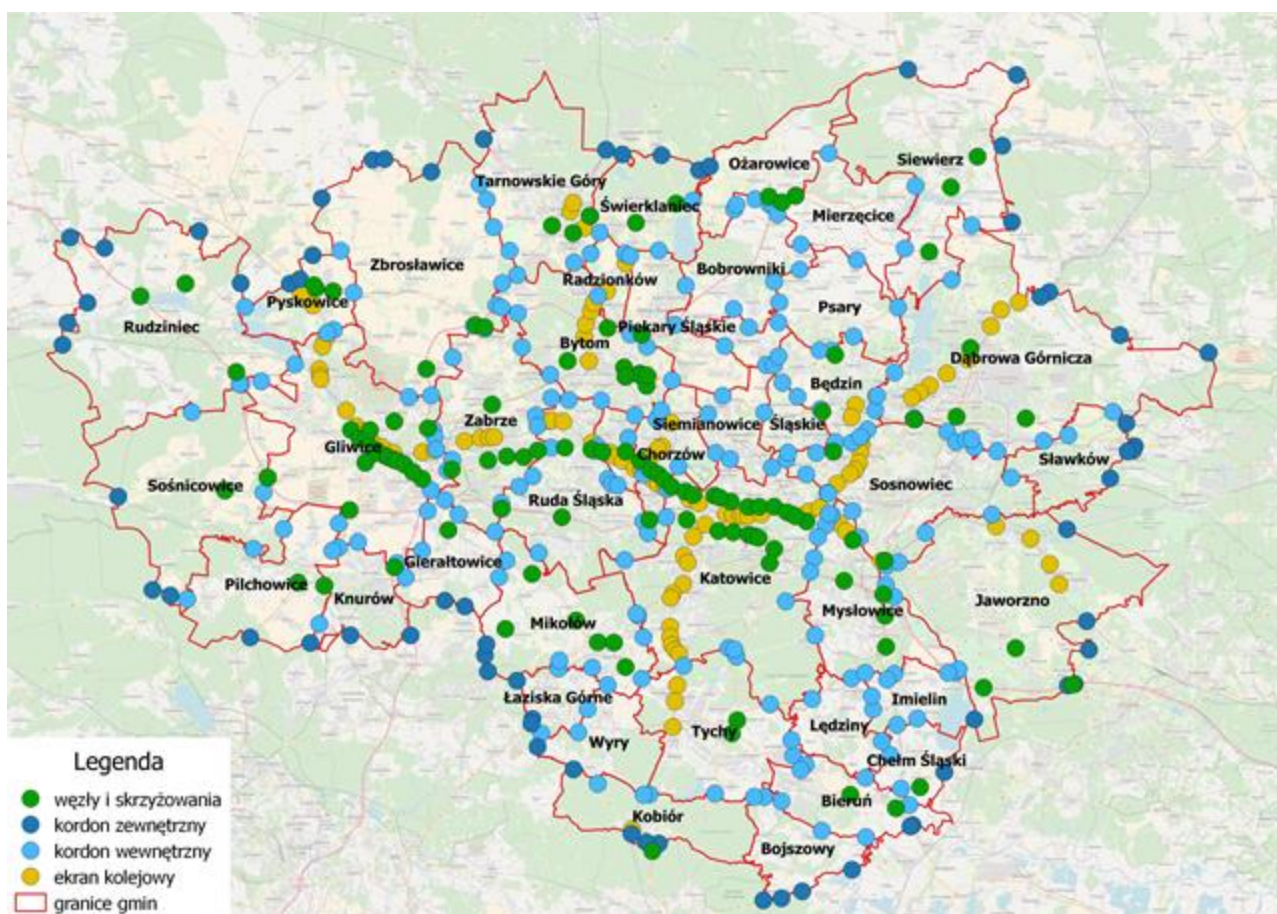 Ożarowice
Siewierz
Tarnowskie Góry
Świerklaniec
Mierzęcice
Zbrosławice
Bobrowniki
Radzionków
Pyskowice
Psary
Rudziniec
Piekary Śląskie
Bytom
Dąbrowa Górnicza
Będzin
Zabrze
Siemianowice Śląskie
Gliwice
Chorzów
Sławków
Sośnicowice
Sosnowiec
Ruda Śląska
Gierałtowice
Katowice
Pilchowice
Knurów
Jaworzno
Mysłowice
Mikołów
Łaziska Górne
Imielin
Lędziny
Tychy
Wyry
Chełm Śląski
Bieruń
Kobiór
Bojszowy
Legenda
węzły i skrzyżowania
kordon zewnętrzny
kordon wewnętrzny
ekran kolejowy
granice gmin